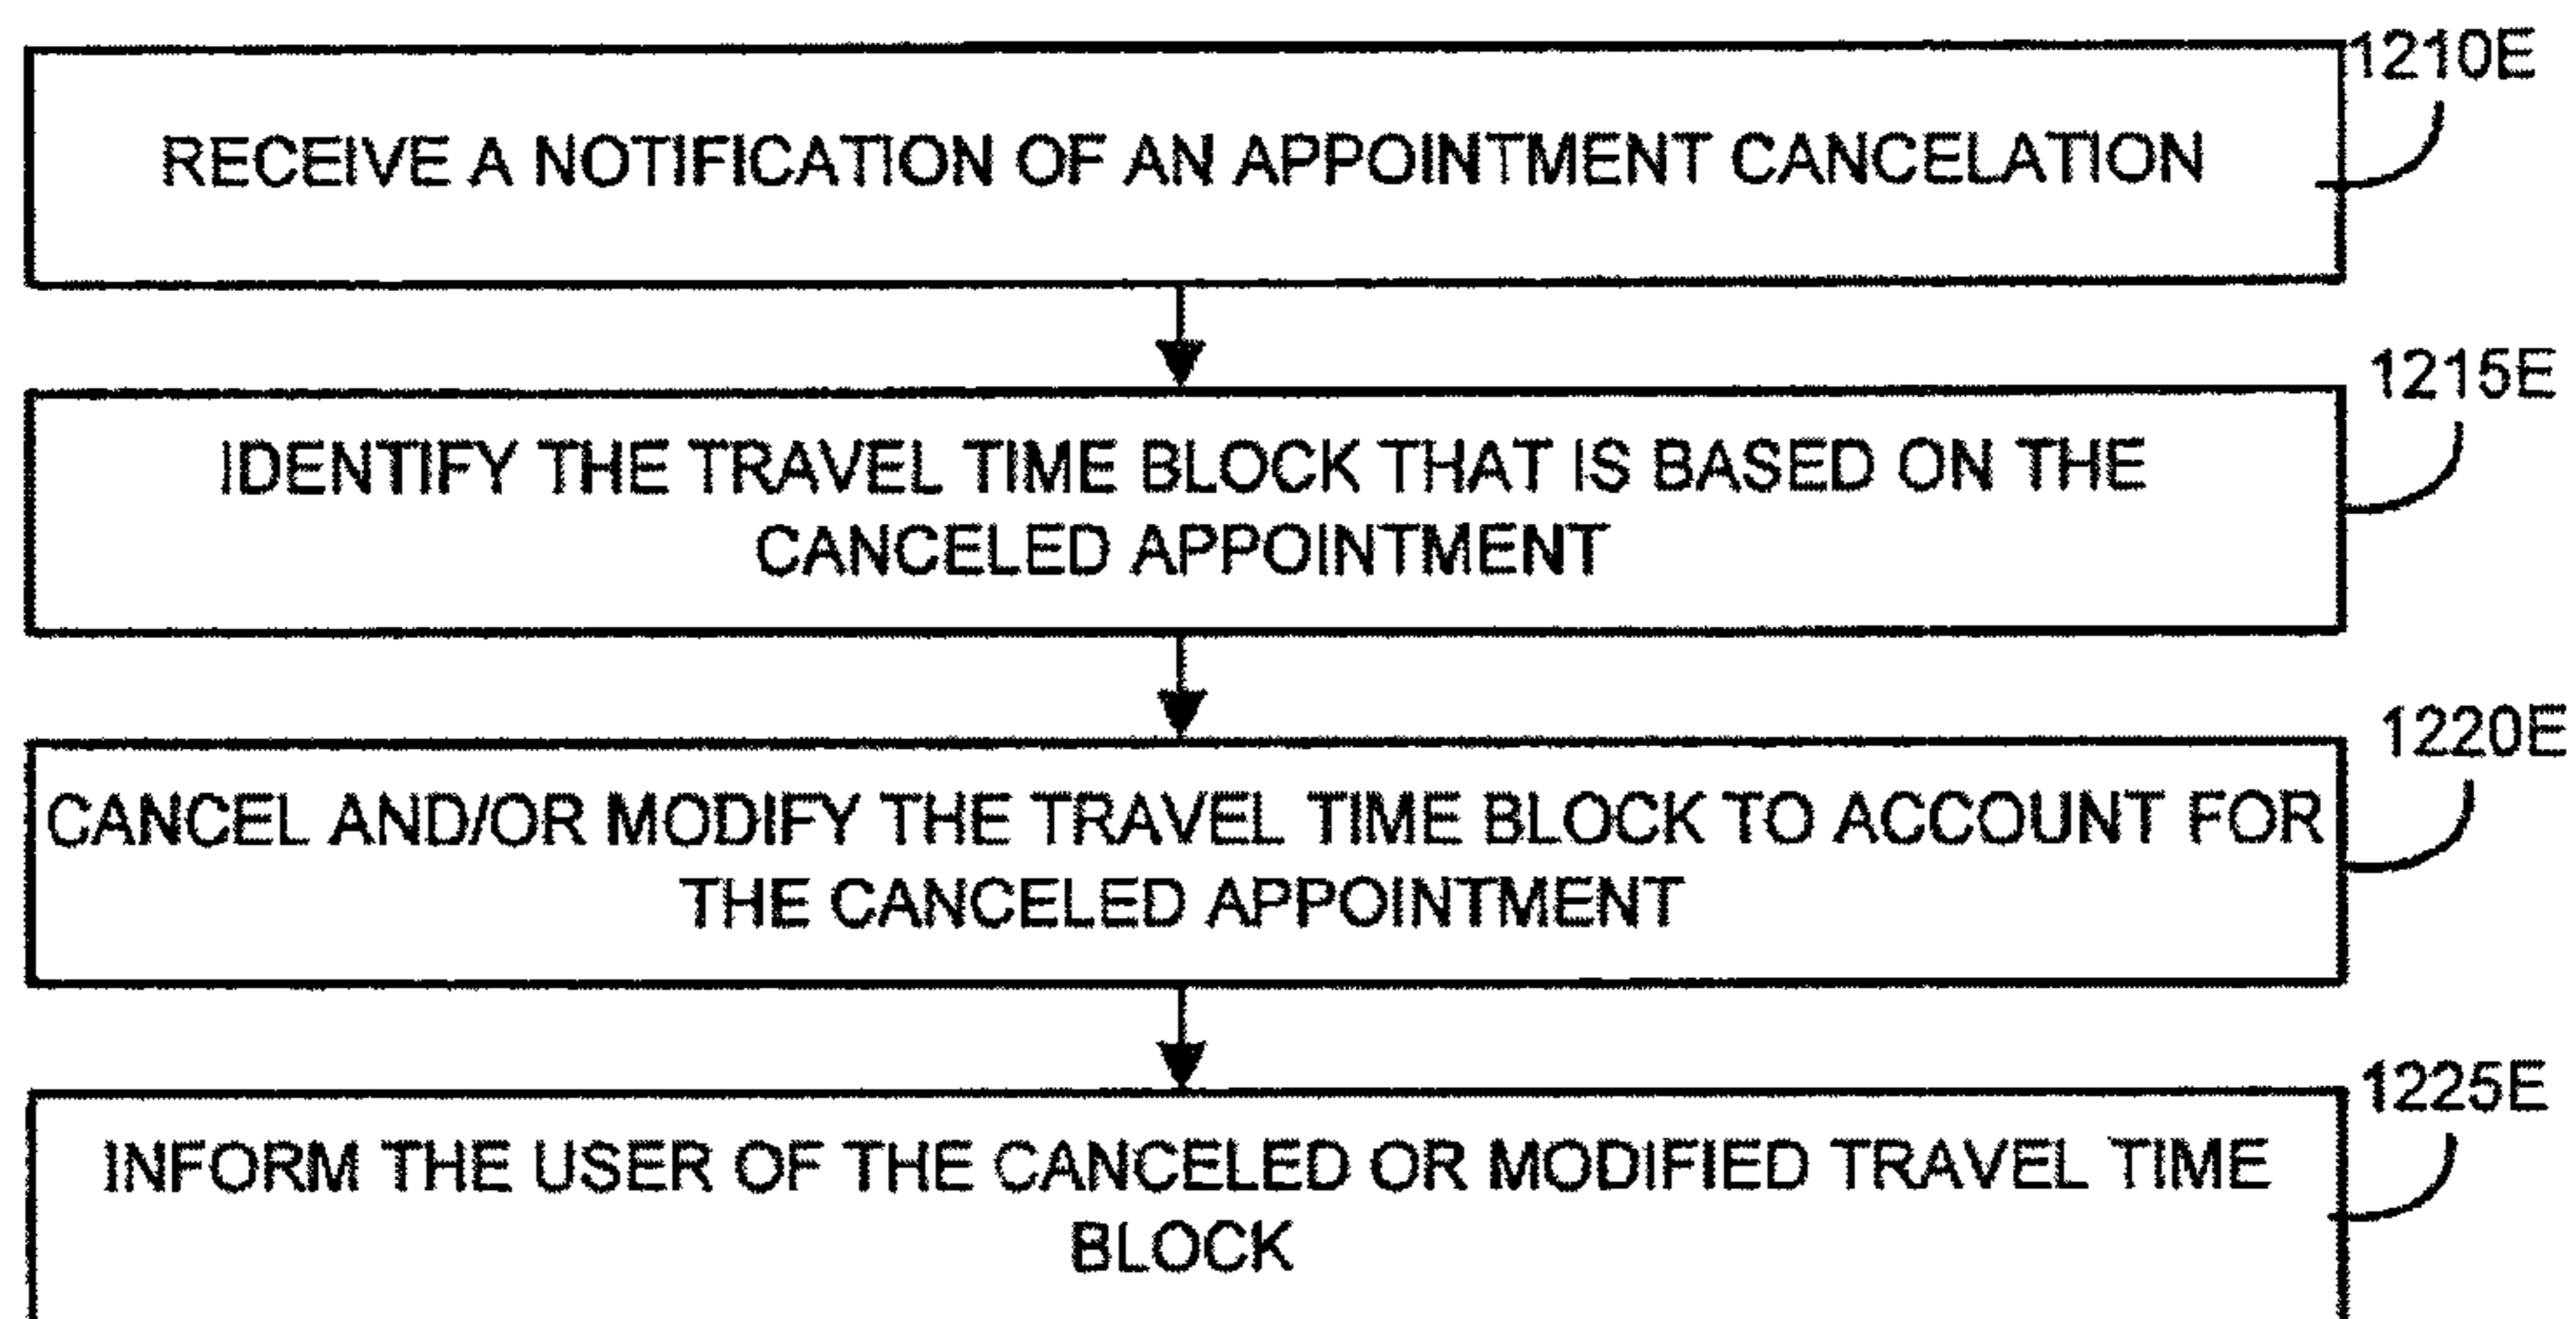 1210E
RECEIVE A NOTIFICATION OF AN APPOINTMENT CANCELATION
1215E
IDENTIFY THE TRAVEL TIME BLOCK THAT IS BASED ON THE
CANCELED APPOINTMENT
1220E
CANCEL AND/OR MODIFY THE TRAVEL TIME BLOCK TO ACCOUNT FOR
THE CANCELED APPOINTMENT
1225E
INFORM THE USER OF THE CANCELED OR MODIFIED TRAVEL TIME
BLOCK